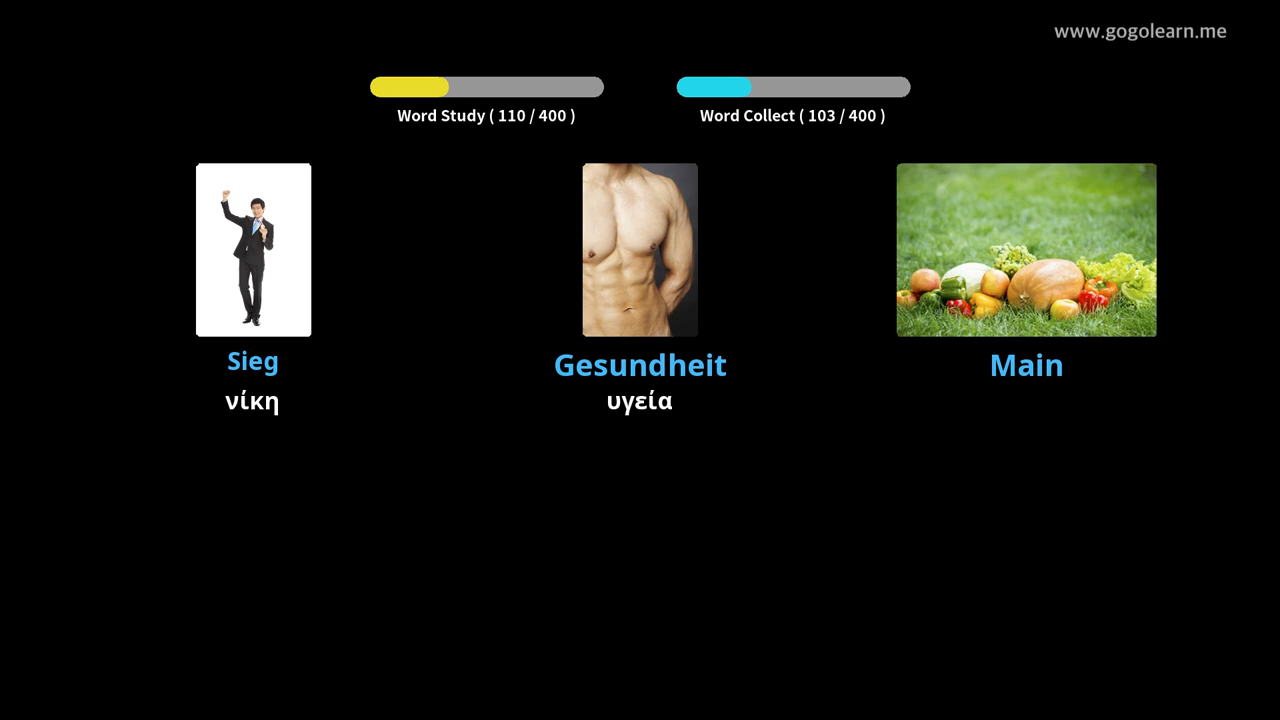 www.gogolearn.me
Word Study ( 110 / 400 )
Word Collect ( 103 / 400 )
Sieg
Gesundheit
Main
νίκη
υγεία